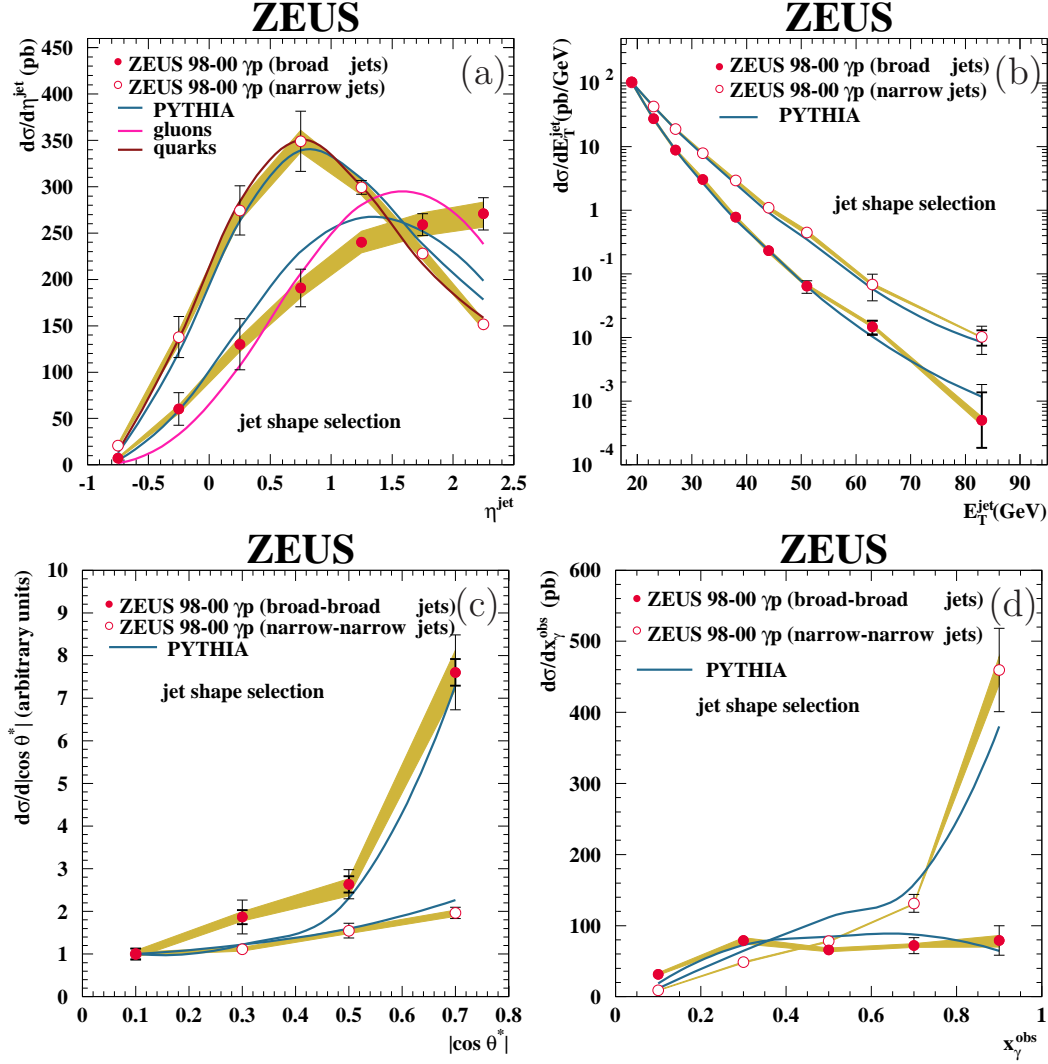 ZEUS
dσ/dη^jet (pb)
450
400
350
300
250
200
150
100
50
0
ZEUS 98-00 γp (broad jets)
ZEUS 98-00 γp (narrow jets)
PYTHIA
gluons
quarks
(a)
jet shape selection
-1 -0.5 0 0.5 1 1.5 2 2.5
η^jet
ZEUS
dσ/dE_T^jet(pb/GeV)
10^2
10
1
10^-1
10^-2
10^-3
10^-4
ZEUS 98-00 γp (broad jets)
ZEUS 98-00 γp (narrow jets)
PYTHIA
(b)
jet shape selection
20 30 40 50 60 70 80 90
E_T^jet(GeV)
ZEUS
dσ/d|cos θ*| (arbitrary units)
10
9
8
7
6
5
4
3
2
1
0
ZEUS 98-00 γp (broad-broad jets)
ZEUS 98-00 γp (narrow-narrow jets)
PYTHIA
(c)
jet shape selection
0 0.1 0.2 0.3 0.4 0.5 0.6 0.7 0.8
|cos θ*|
ZEUS
dσ/dx_γ^obs (pb)
600
500
400
300
200
100
0
ZEUS 98-00 γp (broad-broad jets)
ZEUS 98-00 γp (narrow-narrow jets)
PYTHIA
(d)
jet shape selection
0 0.2 0.4 0.6 0.8 1
x_γ^obs